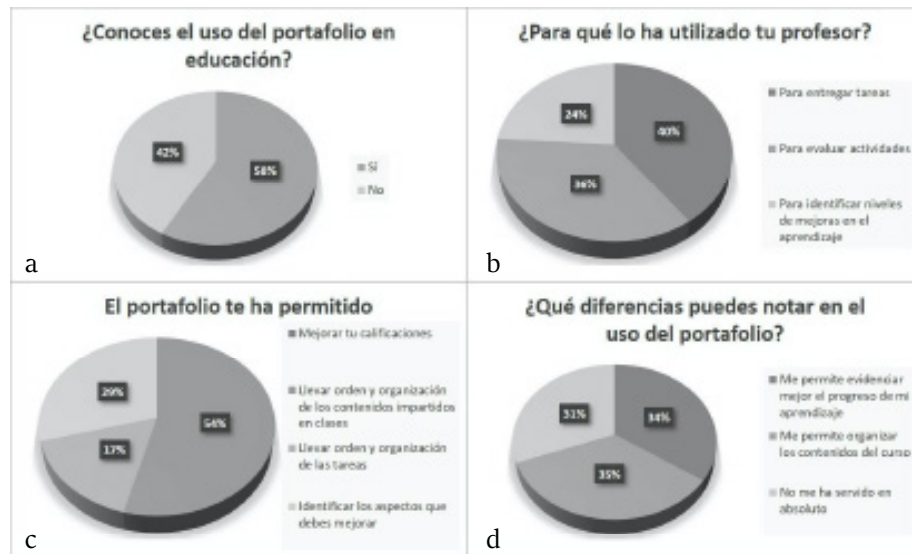 ¿Conoces el uso del portafolio en
educación?
42%
58%
Sí
No
a
¿Para qué lo ha utilizado tu profesor?
24%
40%
36%
Para entregar tareas
Para evaluar actividades
Para identificar niveles
de mejoras en el
aprendizaje
b
El portafolio te ha permitido
29%
54%
17%
Mejorar tu calificaciones
Llevar orden y organización
de los contenidos impartidos
en clases
Llevar orden y organización
de las tareas
Identificar los aspectos que
debes mejorar
c
¿Qué diferencias puedes notar en el
uso del portafolio?
31%
34%
35%
Me permite evidenciar
mejor el progreso de mi
aprendizaje
Me permite organizar
los contenidos del curso
No me ha servido en
absoluto
d